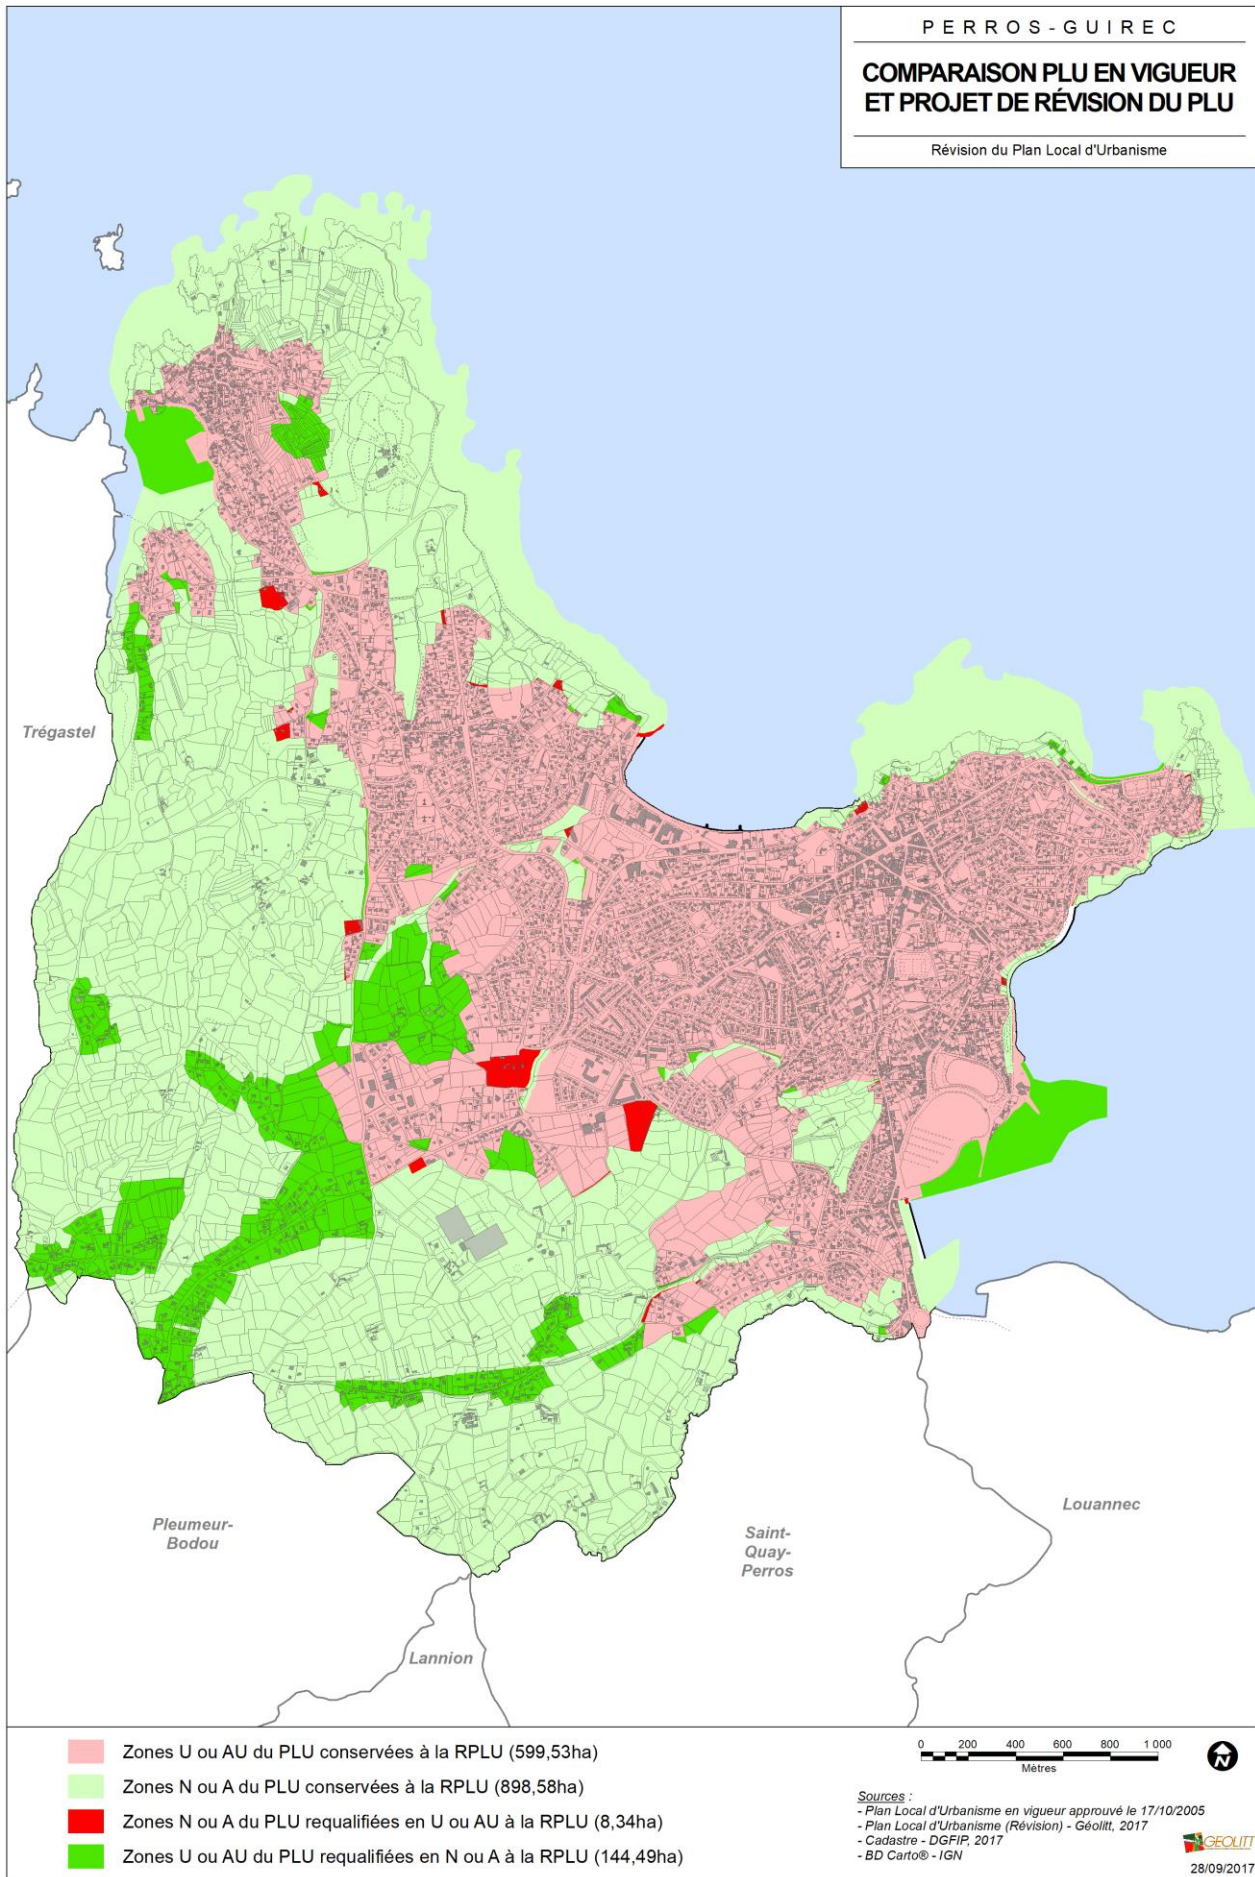 PERROS-GUIREC
COMPARAISON PLU EN VIGUEUR
ET PROJET DE RÉVISION DU PLU
Révision du Plan Local d'Urbanisme
Trégastel
Pleumeur-
Bodou
Lannion
Saint-
Quay-
Perros
Louannec
Zones U ou AU du PLU conservées à la RPLU (599,53ha)
Zones N ou A du PLU conservées à la RPLU (898,58ha)
Zones N ou A du PLU requalifiées en U ou AU à la RPLU (8,34ha)
Zones U ou AU du PLU requalifiées en N ou A à la RPLU (144,49ha)
0 200 400 600 800 1 000
Mètres
N
Sources :
- Plan Local d'Urbanisme en vigueur approuvé le 17/10/2005
- Plan Local d'Urbanisme (Révision) - Géolitt, 2017
- Cadastre - DGFIP, 2017
- BD Carto® - IGN
GEOLITT
28/09/2017